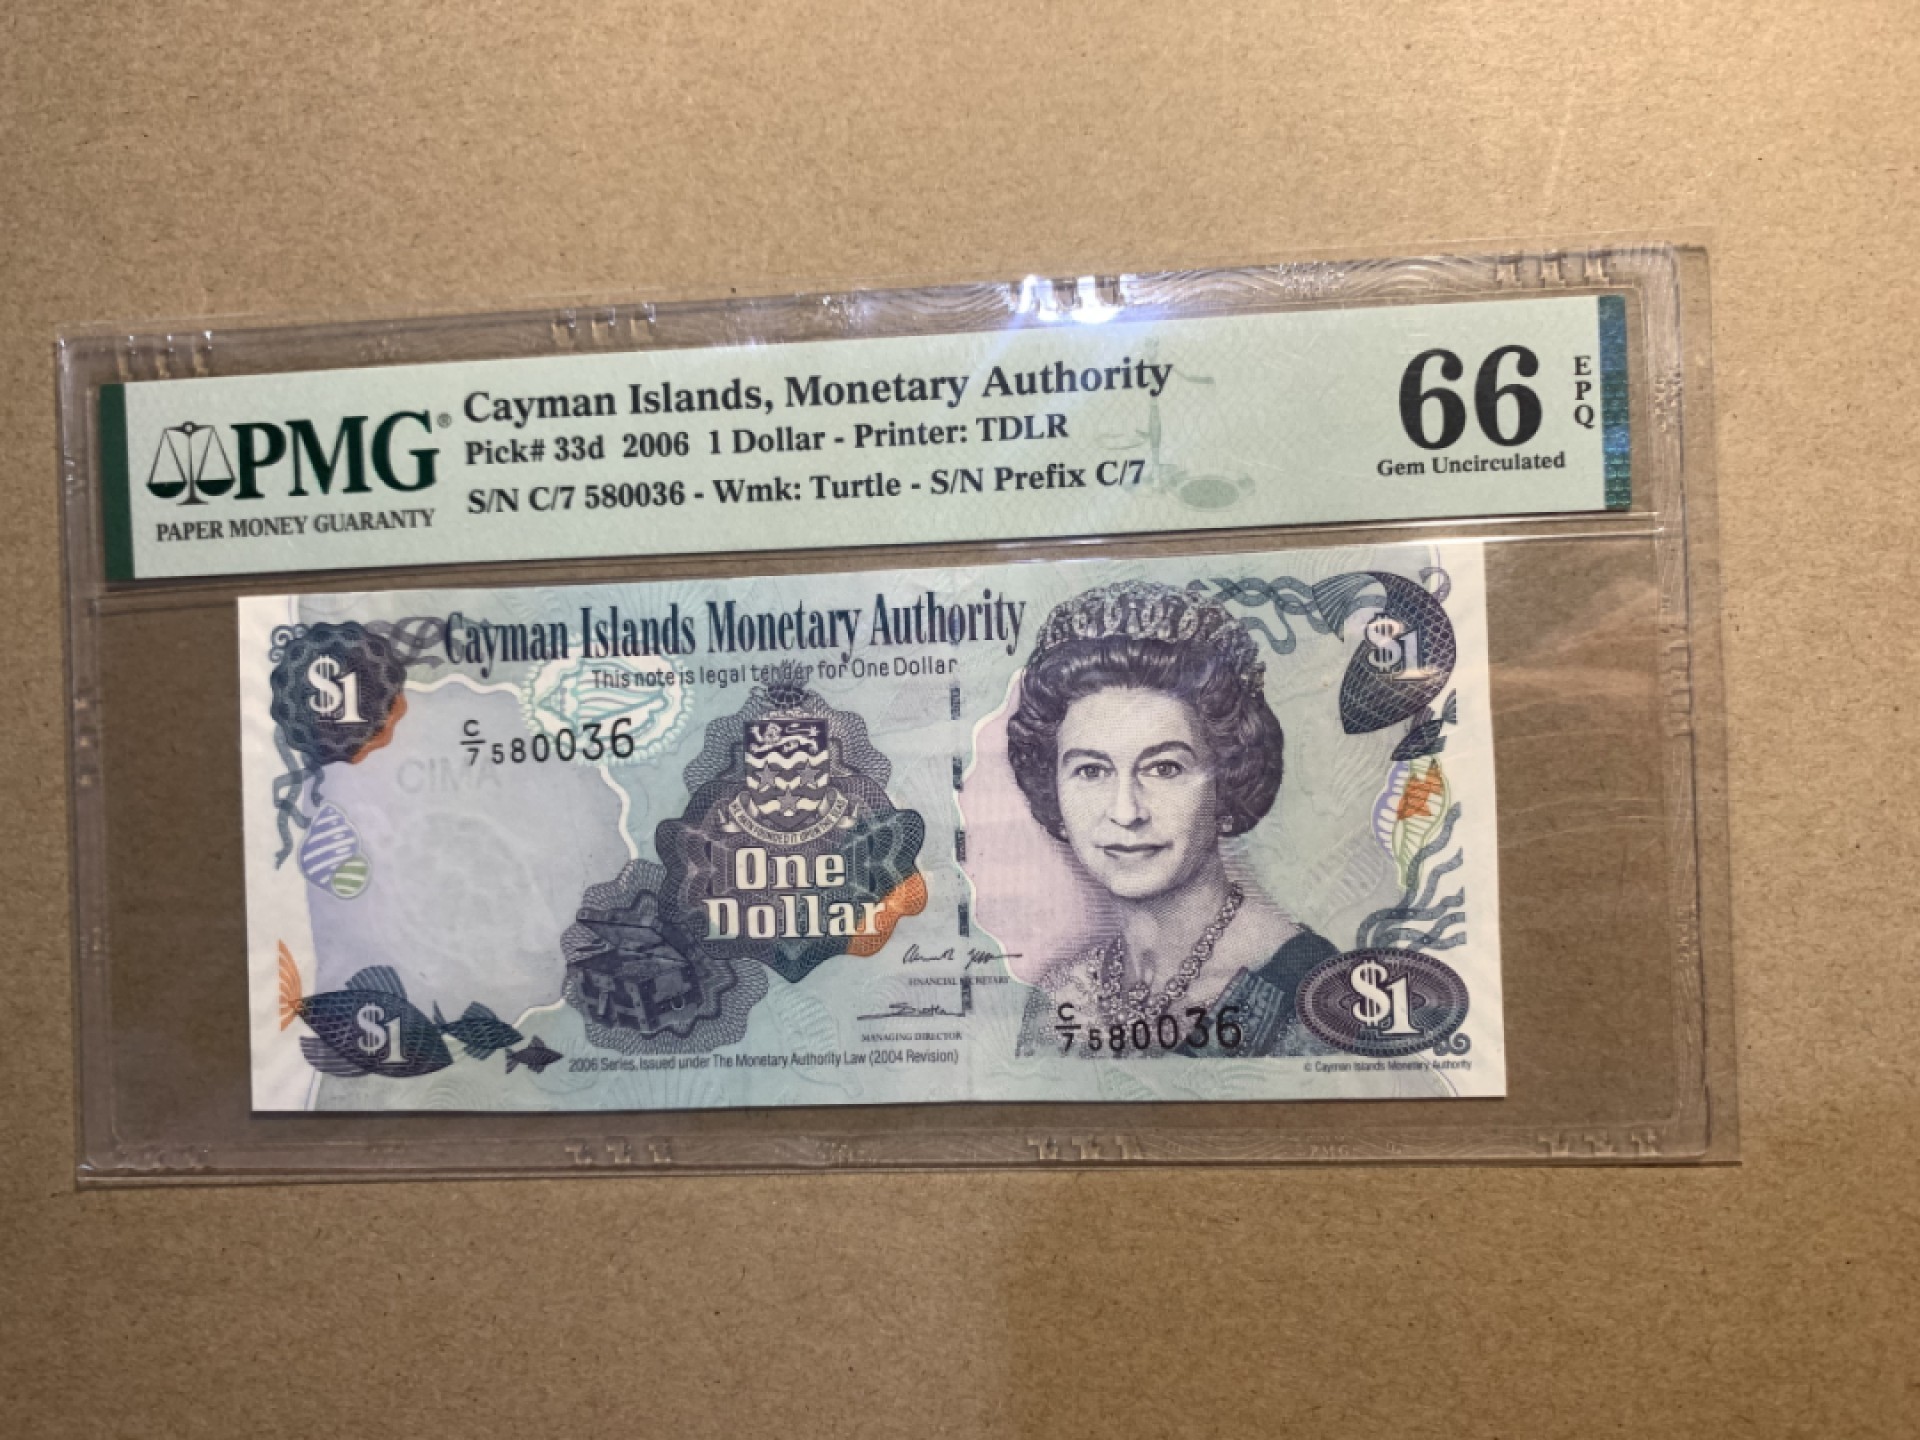 PMG®
PAPER MONEY GUARANTY
Cayman Islands, Monetary Authority
Pick# 33d 2006 1 Dollar - Printer: TDLR
S/N C/7 580036 - Wmk: Turtle - S/N Prefix C/7
66
EPQ
Gem Uncirculated
Cayman Islands Monetary Authority
This note is legal tender for One Dollar
$1
$1
C/7 580036
CIMA
One
Dollar
FINANCIAL SECRETARY
MANAGING DIRECTOR
$1
$1
C/7 580036
2006 Series, Issued under The Monetary Authority Law (2004 Revision)
© Cayman Islands Monetary Authority